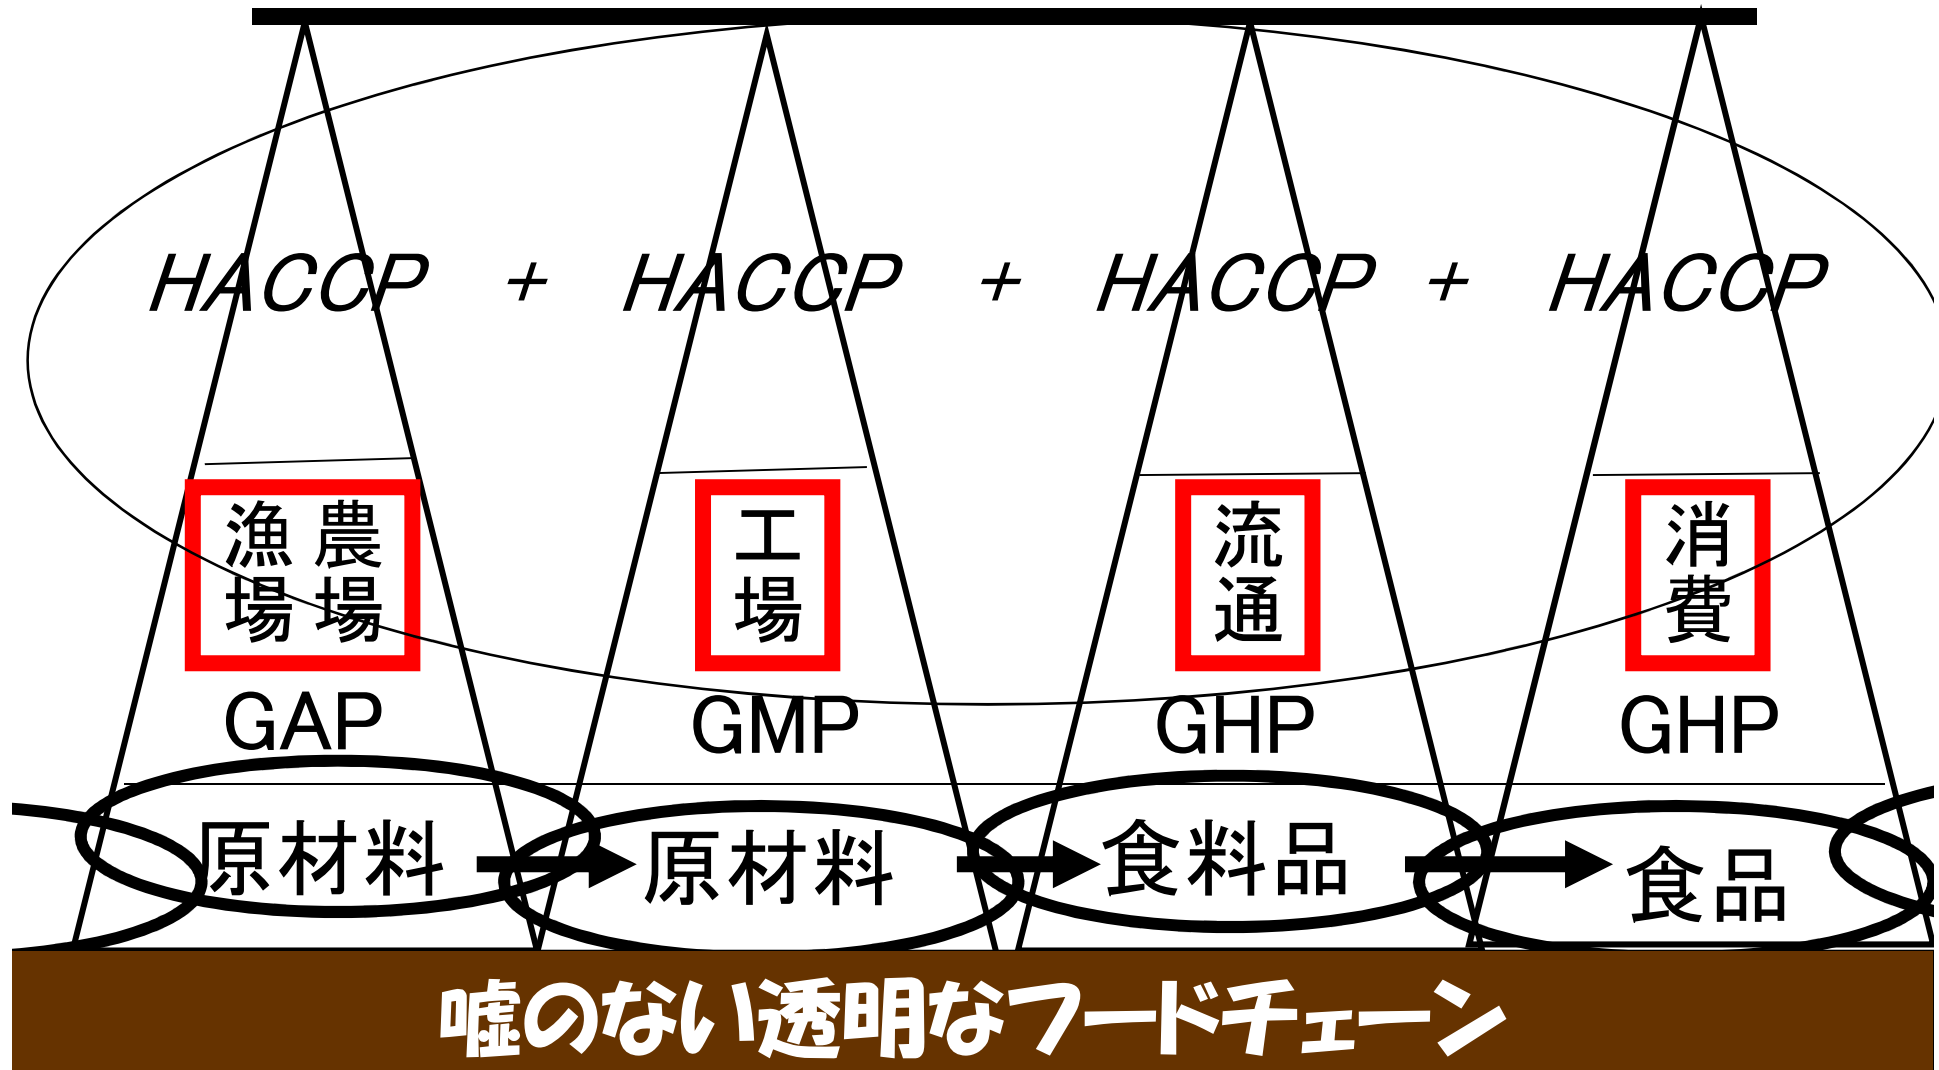 HACCP + HACCP + HACCP + HACCP
農場
漁場
工場
流通
消費
GAP
GMP
GHP
GHP
原材料
原材料
食料品
食品
嘘のない透明なフードチェーン